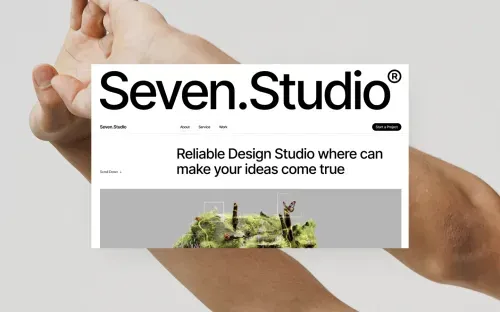 Seven.Studio®
Seven.Studio About Service Work Start a Project
Reliable Design Studio where can
make your ideas come true
Scroll Down ↓